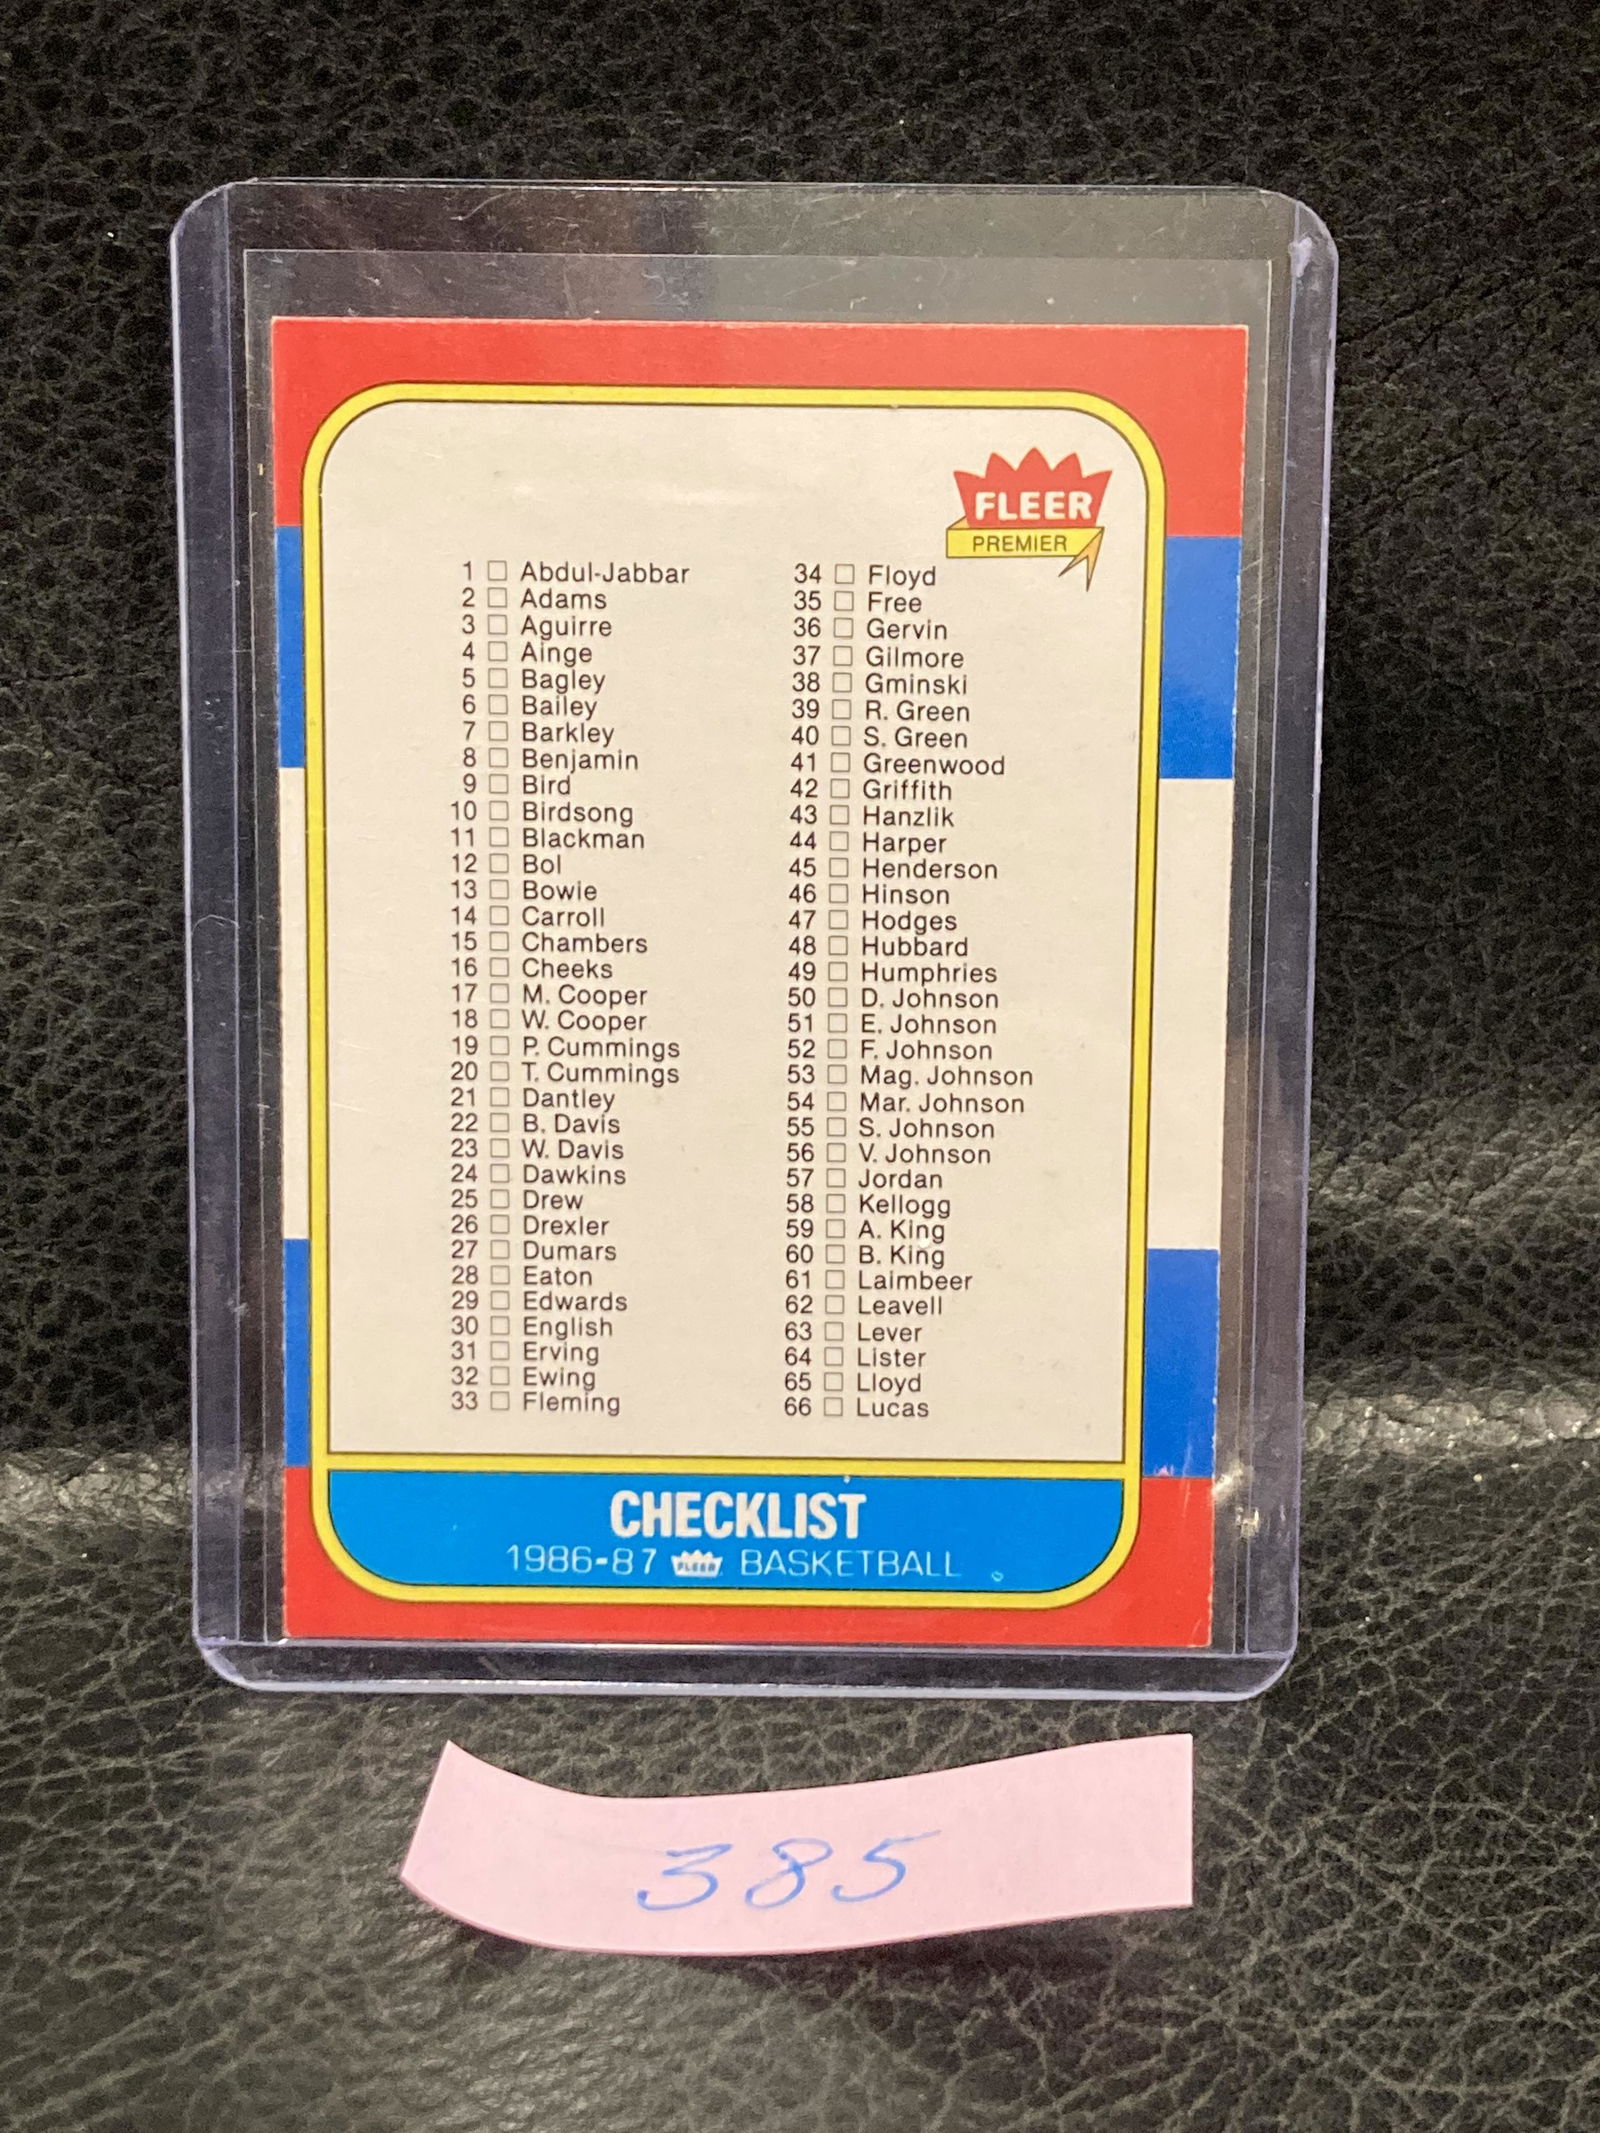 FLEER
PREMIER
1 ☐ Abdul-Jabbar
2 ☐ Adams
3 ☐ Aguirre
4 ☐ Ainge
5 ☐ Bagley
6 ☐ Bailey
7 ☐ Barkley
8 ☐ Benjamin
9 ☐ Bird
10 ☐ Birdsong
11 ☐ Blackman
12 ☐ Bol
13 ☐ Bowie
14 ☐ Carroll
15 ☐ Chambers
16 ☐ Cheeks
17 ☐ M. Cooper
18 ☐ W. Cooper
19 ☐ P. Cummings
20 ☐ T. Cummings
21 ☐ Dantley
22 ☐ B. Davis
23 ☐ W. Davis
24 ☐ Dawkins
25 ☐ Drew
26 ☐ Drexler
27 ☐ Dumars
28 ☐ Eaton
29 ☐ Edwards
30 ☐ English
31 ☐ Erving
32 ☐ Ewing
33 ☐ Fleming
34 ☐ Floyd
35 ☐ Free
36 ☐ Gervin
37 ☐ Gilmore
38 ☐ Gminski
39 ☐ R. Green
40 ☐ S. Green
41 ☐ Greenwood
42 ☐ Griffith
43 ☐ Hanzlik
44 ☐ Harper
45 ☐ Henderson
46 ☐ Hinson
47 ☐ Hodges
48 ☐ Hubbard
49 ☐ Humphries
50 ☐ D. Johnson
51 ☐ E. Johnson
52 ☐ F. Johnson
53 ☐ Mag. Johnson
54 ☐ Mar. Johnson
55 ☐ S. Johnson
56 ☐ V. Johnson
57 ☐ Jordan
58 ☐ Kellogg
59 ☐ A. King
60 ☐ B. King
61 ☐ Laimbeer
62 ☐ Leavell
63 ☐ Lever
64 ☐ Lister
65 ☐ Lloyd
66 ☐ Lucas
CHECKLIST
1986-87 FLEER BASKETBALL
385